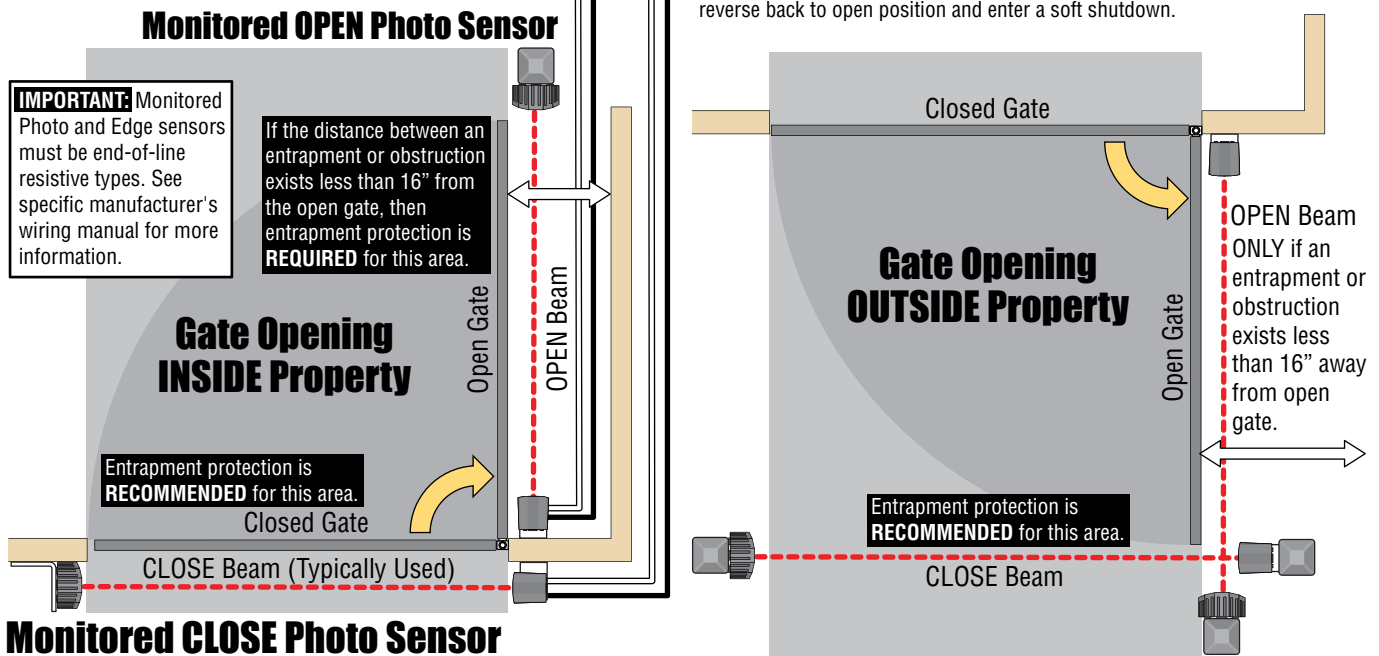 reverse back to open position and enter a soft shutdown.
Monitored OPEN Photo Sensor
IMPORTANT: Monitored
Photo and Edge sensors
must be end-of-line
resistive types. See
specific manufacturer's
wiring manual for more
information.
If the distance between an
entrapment or obstruction
exists less than 16” from
the open gate, then
entrapment protection is
REQUIRED for this area.
Open Gate
OPEN Beam
Gate Opening
INSIDE Property
Entrapment protection is
RECOMMENDED for this area.
Closed Gate
CLOSE Beam (Typically Used)
Monitored CLOSE Photo Sensor
Closed Gate
Gate Opening
OUTSIDE Property
Open Gate
OPEN Beam
ONLY if an
entrapment or
obstruction
exists less
than 16” away
from open
gate.
Entrapment protection is
RECOMMENDED for this area.
CLOSE Beam